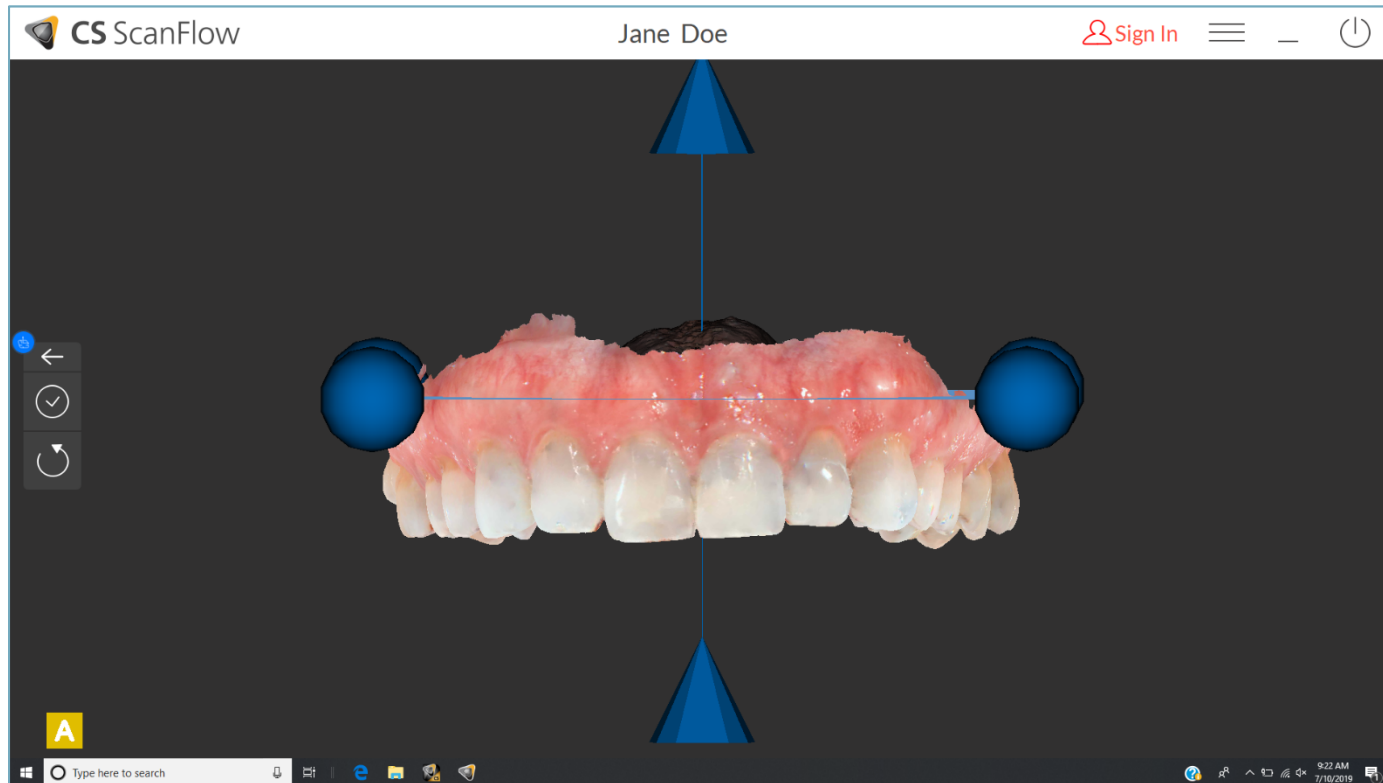 CS ScanFlow
Jane Doe
Sign In
A
Type here to search
9:22 AM
7/10/2019